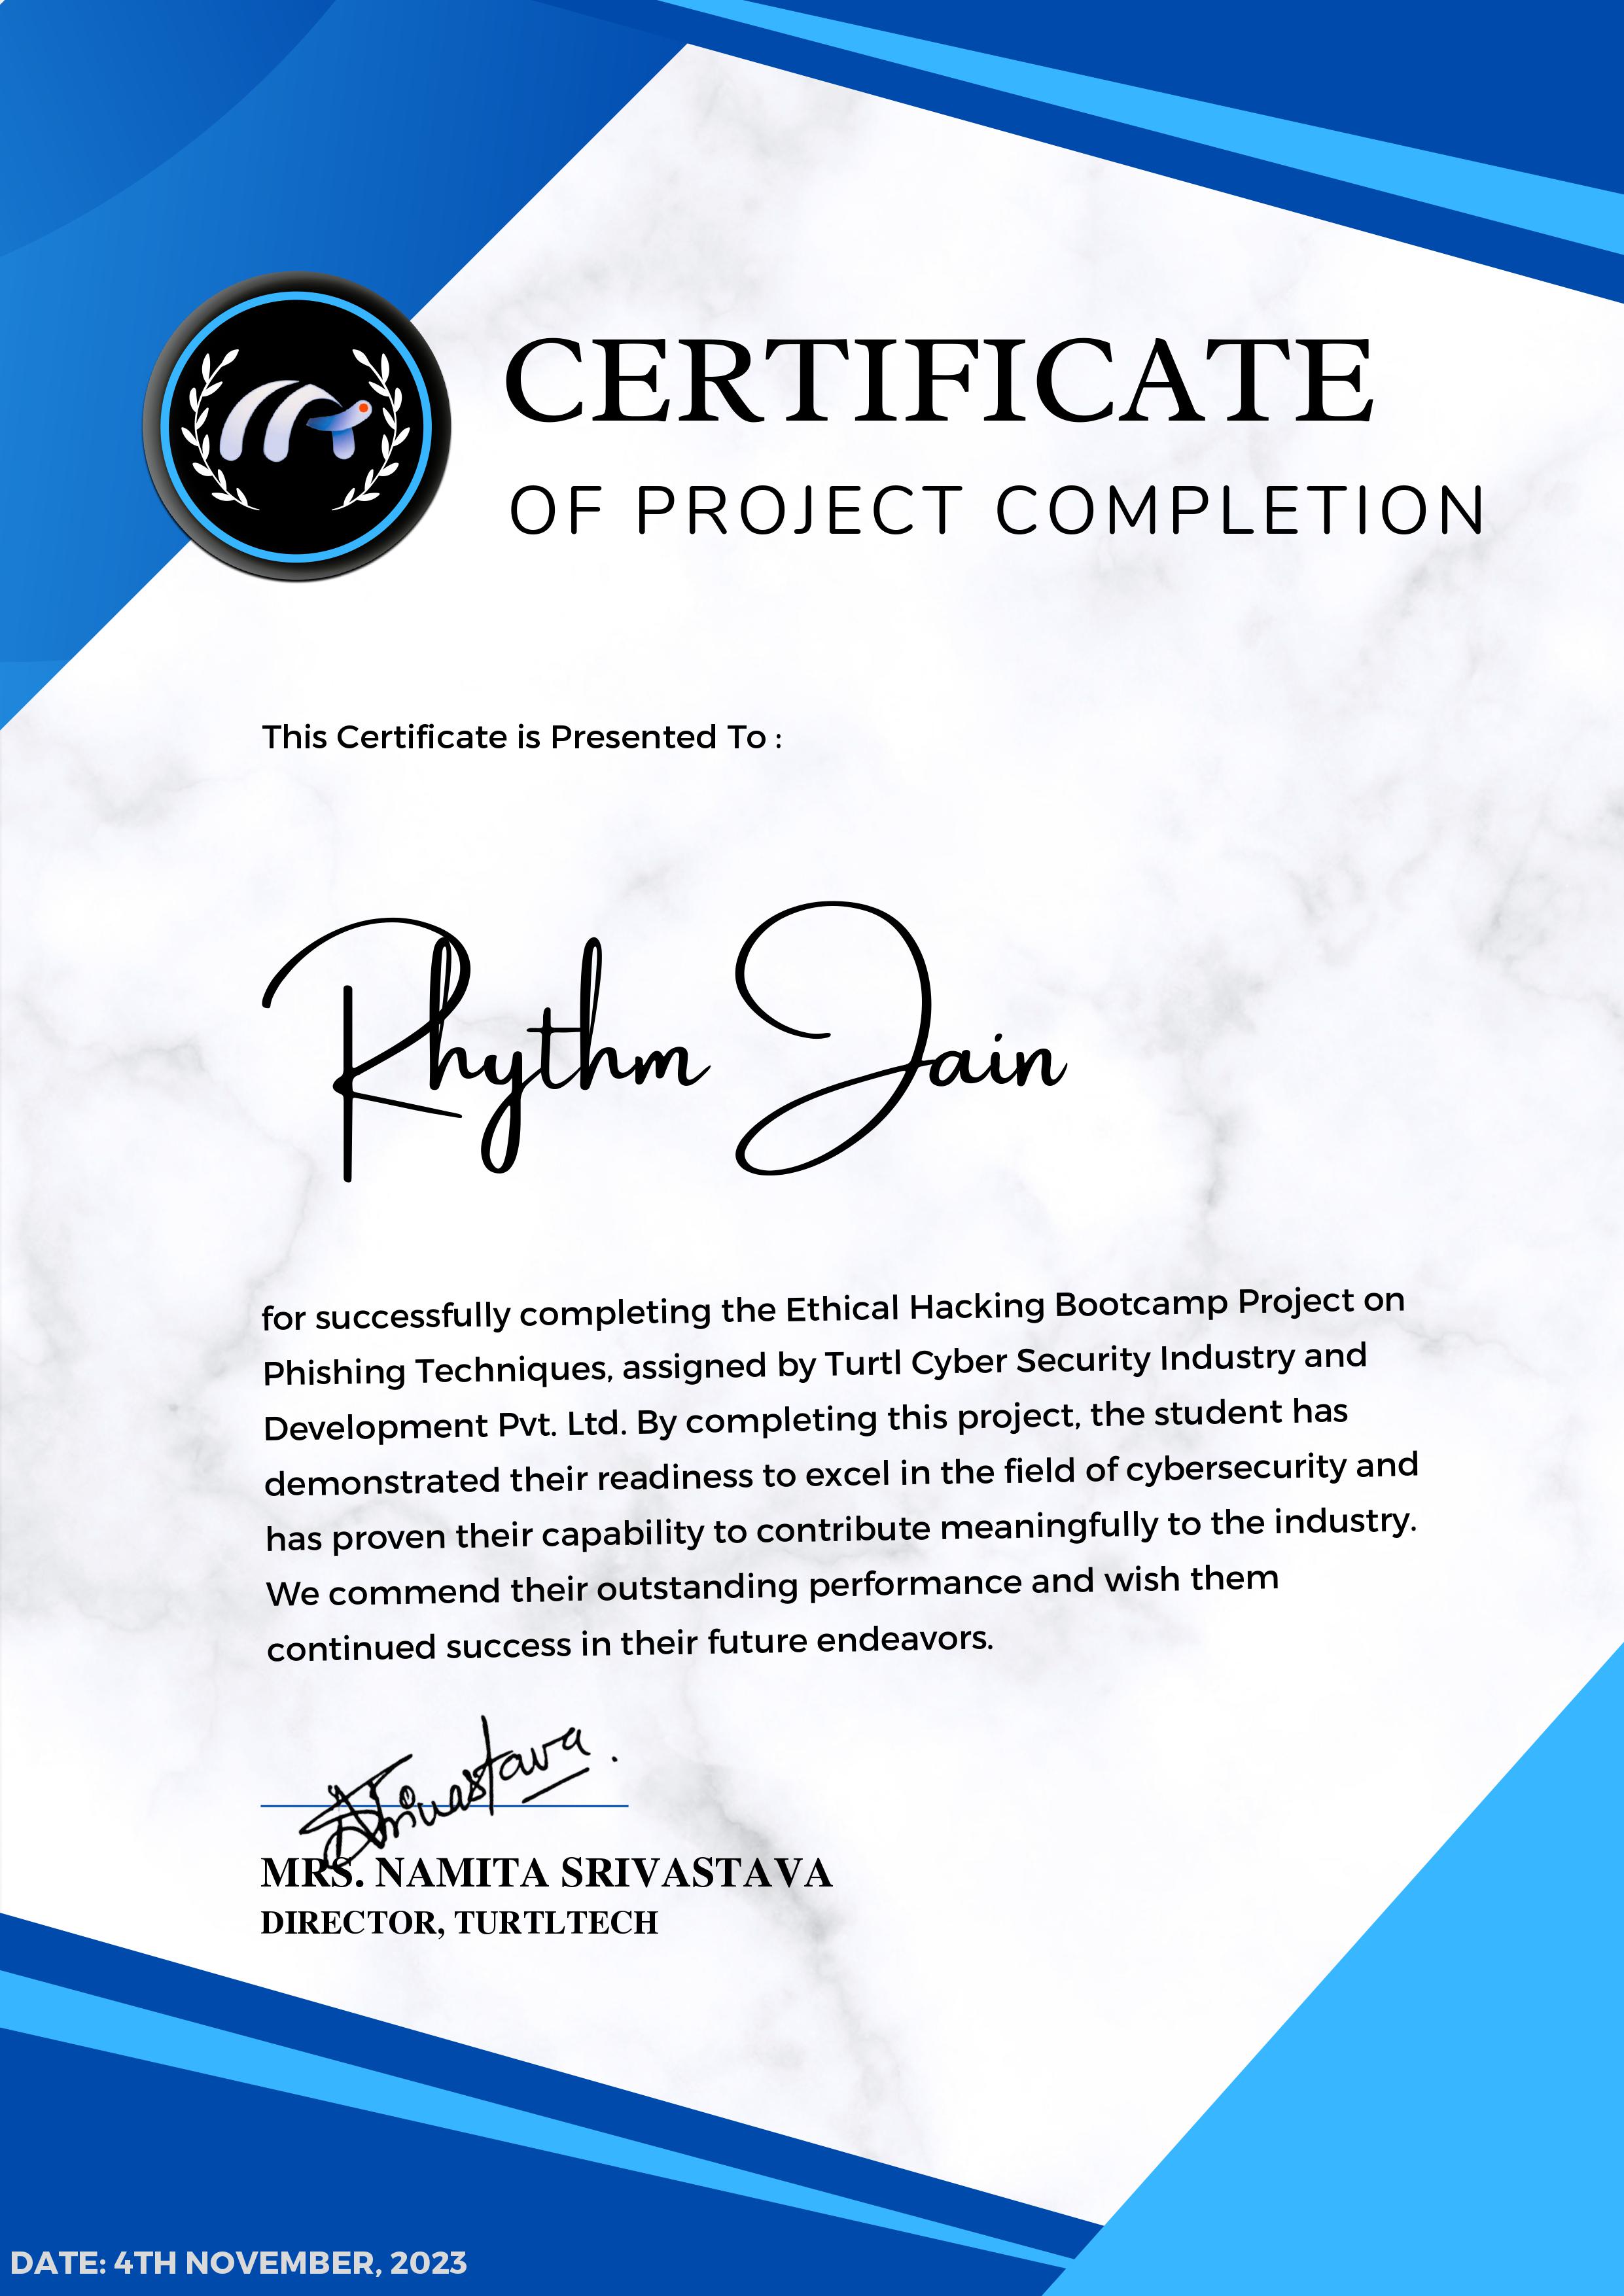 CERTIFICATE
OF PROJECT COMPLETION
This Certificate is Presented To :
Rhythm Jain
for successfully completing the Ethical Hacking Bootcamp Project on
Phishing Techniques, assigned by Turtl Cyber Security Industry and
Development Pvt. Ltd. By completing this project, the student has
demonstrated their readiness to excel in the field of cybersecurity and
has proven their capability to contribute meaningfully to the industry.
We commend their outstanding performance and wish them
continued success in their future endeavors.
Srivastava.
MRS. NAMITA SRIVASTAVA
DIRECTOR, TURTLTECH
DATE: 4TH NOVEMBER, 2023